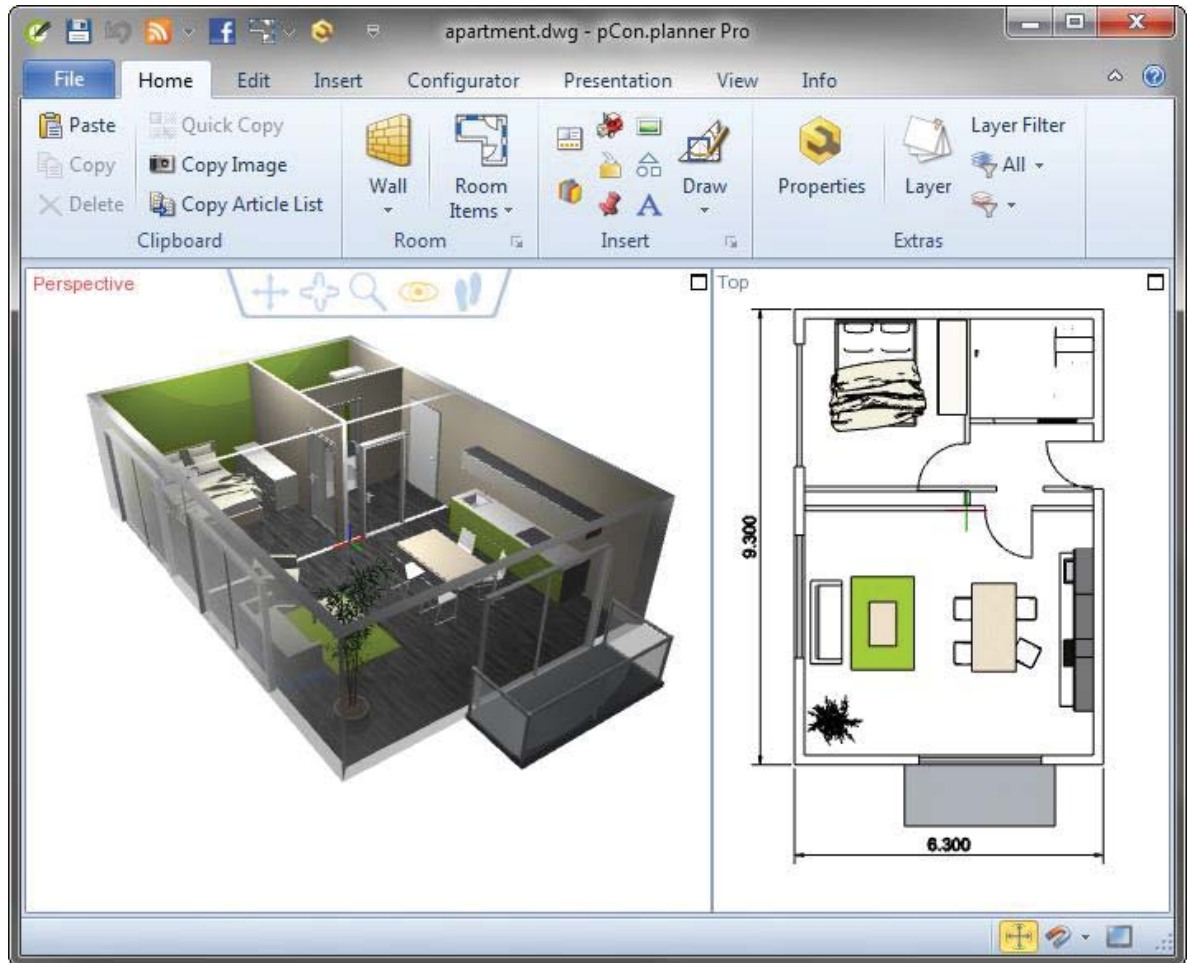 apartment.dwg - pCon.planner Pro
File Home Edit Insert Configurator Presentation View Info
Paste
Copy
Delete
Quick Copy
Copy Image
Copy Article List
Clipboard
Wall
Room Items
Room
Draw
Insert
Properties
Layer
Layer Filter
All
Extras
Perspective
Top
9.300
6.300